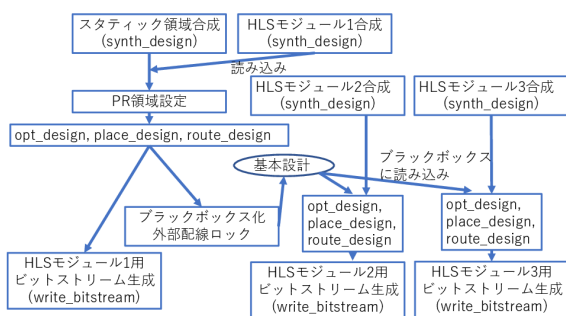 スタティック領域合成
(synth_design)
HLSモジュール1合成
(synth_design)
読み込み
PR領域設定
HLSモジュール2合成
(synth_design)
HLSモジュール3合成
(synth_design)
opt_design, place_design, route_design
基本設計
ブラックボックス
に読み込み
ブラックボックス化
外部配線ロック
opt_design,
place_design,
route_design
opt_design,
place_design,
route_design
HLSモジュール1用
ビットストリーム生成
(write_bitstream)
HLSモジュール2用
ビットストリーム生成
(write_bitstream)
HLSモジュール3用
ビットストリーム生成
(write_bitstream)